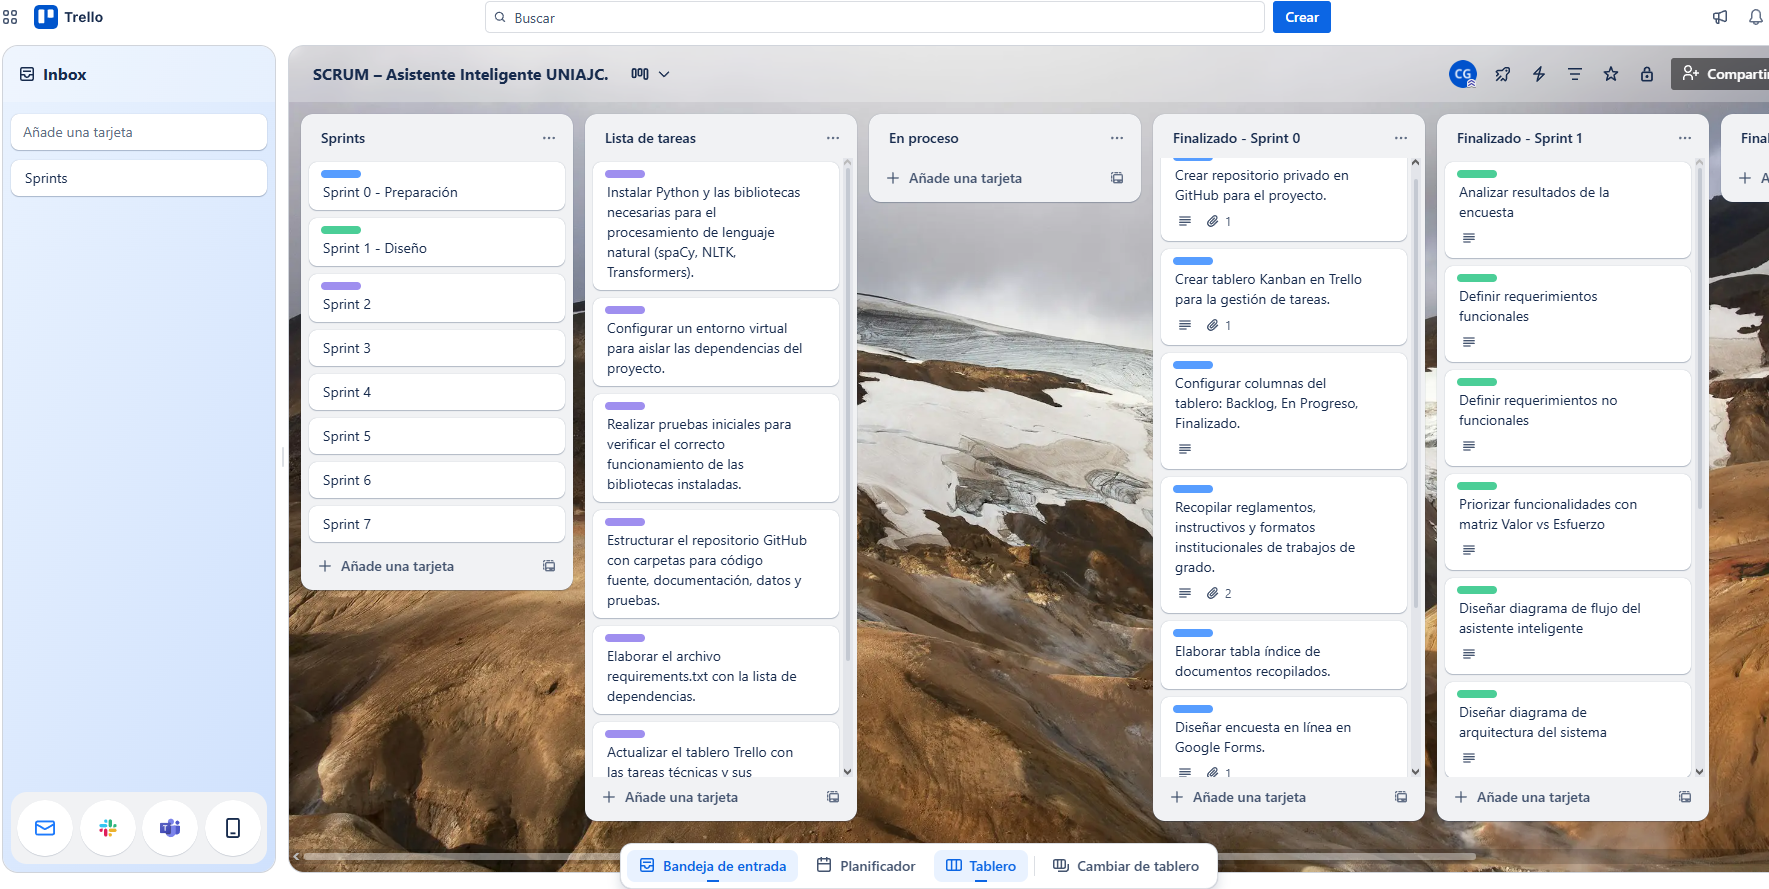 Trello
Buscar
Crear
Inbox
Añade una tarjeta
Sprints
SCRUM – Asistente Inteligente UNIAJC.
CG
Compartir
Sprints
Sprint 0 - Preparación
Sprint 1 - Diseño
Sprint 2
Sprint 3
Sprint 4
Sprint 5
Sprint 6
Sprint 7
Añade una tarjeta
Lista de tareas
Instalar Python y las bibliotecas
necesarias para el
procesamiento de lenguaje
natural (spaCy, NLTK,
Transformers).
Configurar un entorno virtual
para aislar las dependencias del
proyecto.
Realizar pruebas iniciales para
verificar el correcto
funcionamiento de las
bibliotecas instaladas.
Estructurar el repositorio GitHub
con carpetas para código
fuente, documentación, datos y
pruebas.
Elaborar el archivo
requirements.txt con la lista de
dependencias.
Actualizar el tablero Trello con
las tareas técnicas y sus
Añade una tarjeta
En proceso
Añade una tarjeta
Finalizado - Sprint 0
Crear repositorio privado en
GitHub para el proyecto.
1
Crear tablero Kanban en Trello
para la gestión de tareas.
1
Configurar columnas del
tablero: Backlog, En Progreso,
Finalizado.
Recopilar reglamentos,
instructivos y formatos
institucionales de trabajos de
grado.
2
Elaborar tabla índice de
documentos recopilados.
Diseñar encuesta en línea en
Google Forms.
1
Añade una tarjeta
Finalizado - Sprint 1
Analizar resultados de la
encuesta
Definir requerimientos
funcionales
Definir requerimientos no
funcionales
Priorizar funcionalidades con
matriz Valor vs Esfuerzo
Diseñar diagrama de flujo del
asistente inteligente
Diseñar diagrama de
arquitectura del sistema
Añade una tarjeta
Final
A
Bandeja de entrada
Planificador
Tablero
Cambiar de tablero